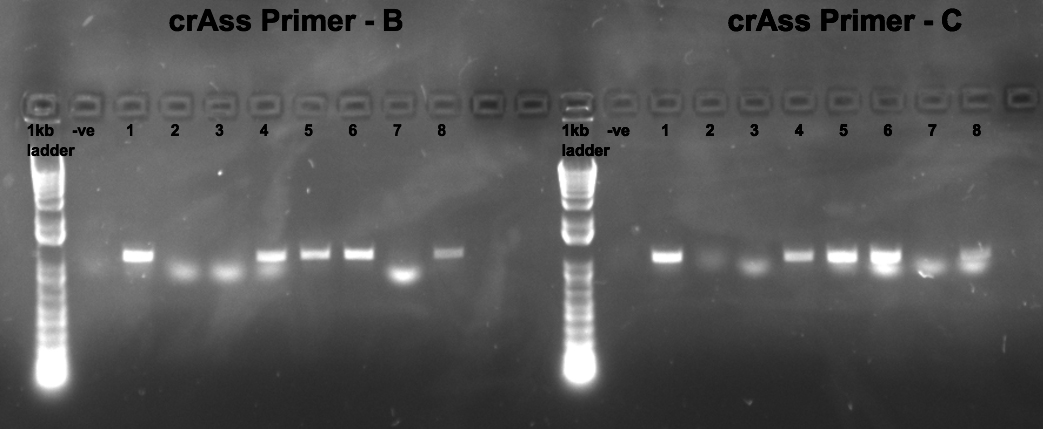 crAss Primer - B
crAss Primer - C
1kb -ve 1 2 3 4 5 6 7 8
ladder
1kb -ve 1 2 3 4 5 6 7 8
ladder